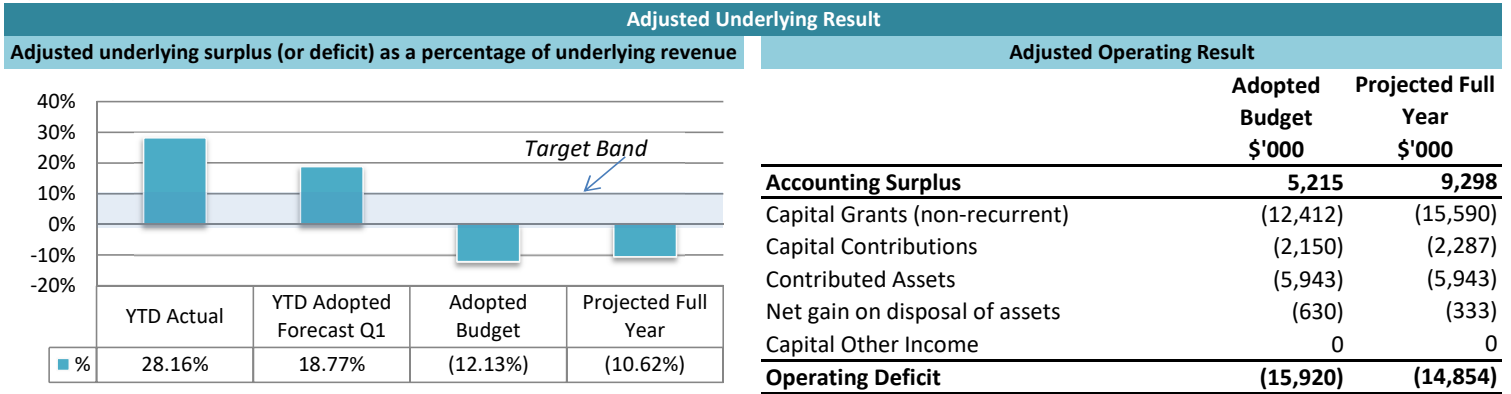 Adjusted Underlying Result
Adjusted underlying surplus (or deficit) as a percentage of underlying revenue
40%
30%
20%
10%
0%
-10%
-20%
Target Band
YTD Actual
YTD Adopted
Forecast Q1
Adopted
Budget
Projected Full
Year
% 28.16% 18.77% (12.13%) (10.62%)
Adjusted Operating Result
Adopted Projected Full
Budget Year
$'000 $'000
Accounting Surplus 5,215 9,298
Capital Grants (non-recurrent) (12,412) (15,590)
Capital Contributions (2,150) (2,287)
Contributed Assets (5,943) (5,943)
Net gain on disposal of assets (630) (333)
Capital Other Income 0 0
Operating Deficit (15,920) (14,854)